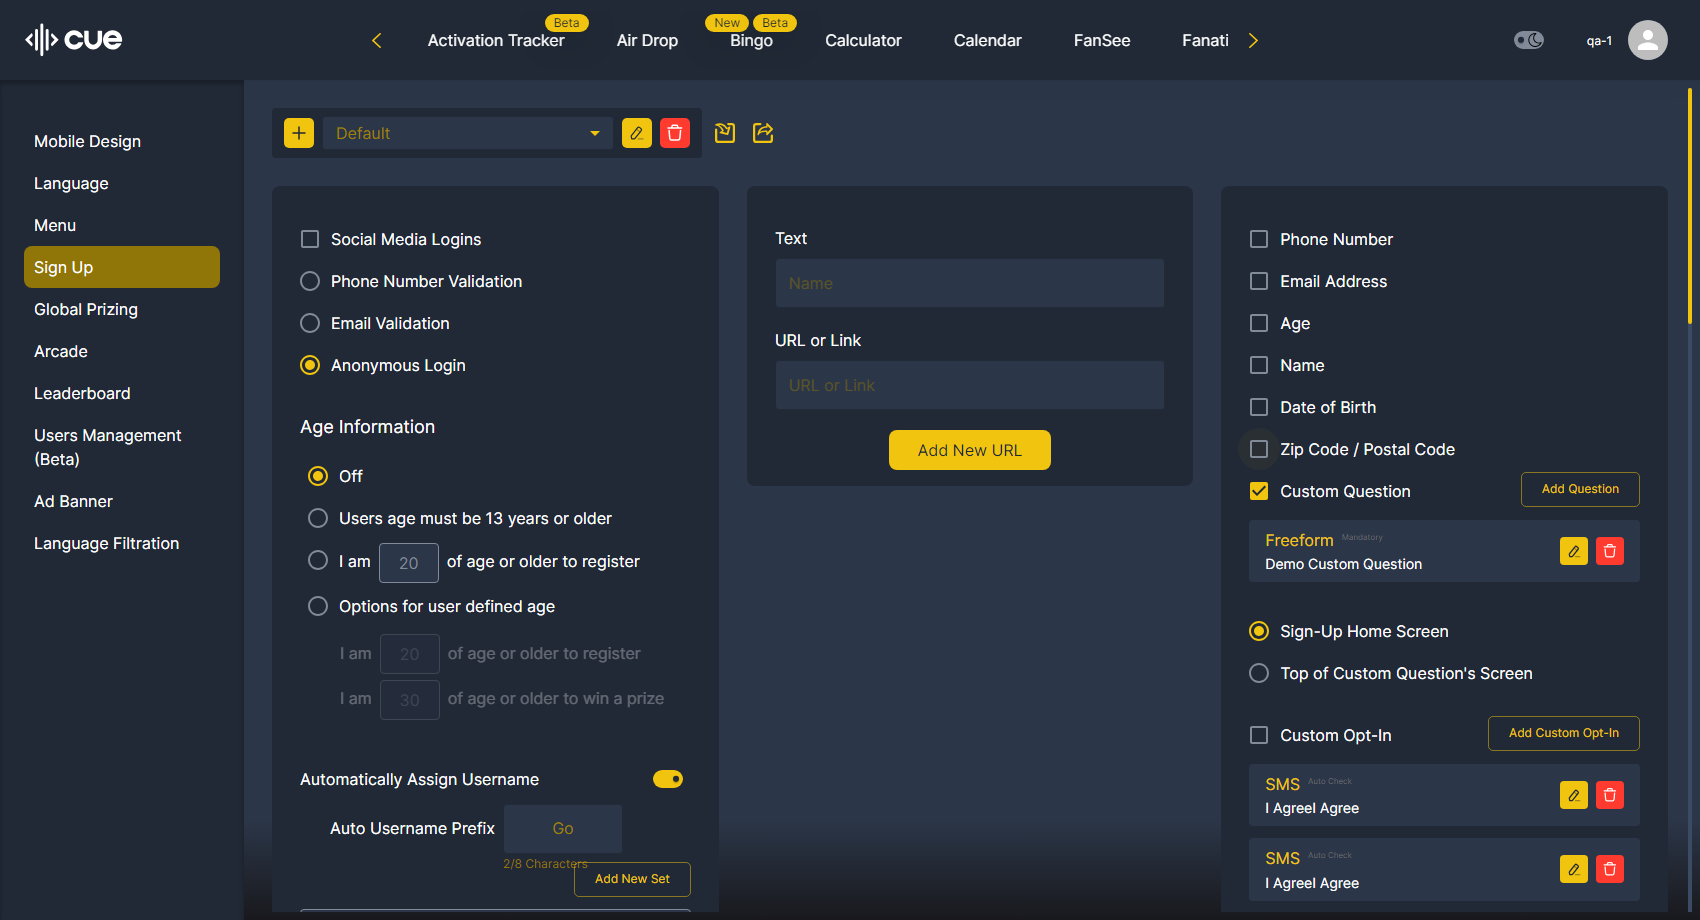 cue
Activation Tracker
Beta
Air Drop
New
Beta
Bingo
Calculator
Calendar
FanSee
Fanati
qa-1
Mobile Design
Language
Menu
Sign Up
Global Prizing
Arcade
Leaderboard
Users Management
(Beta)
Ad Banner
Language Filtration
Default
Social Media Logins
Phone Number Validation
Email Validation
Anonymous Login
Age Information
Off
Users age must be 13 years or older
I am 20 of age or older to register
Options for user defined age
I am 20 of age or older to register
I am 30 of age or older to win a prize
Automatically Assign Username
Auto Username Prefix Go
2/8 Characters
Add New Set
Text
Name
URL or Link
URL or Link
Add New URL
Phone Number
Email Address
Age
Name
Date of Birth
Zip Code / Postal Code
Custom Question
Add Question
Freeform Mandatory
Demo Custom Question
Sign-Up Home Screen
Top of Custom Question's Screen
Custom Opt-In
Add Custom Opt-In
SMS Auto Check
I AgreeI Agree
SMS Auto Check
I AgreeI Agree